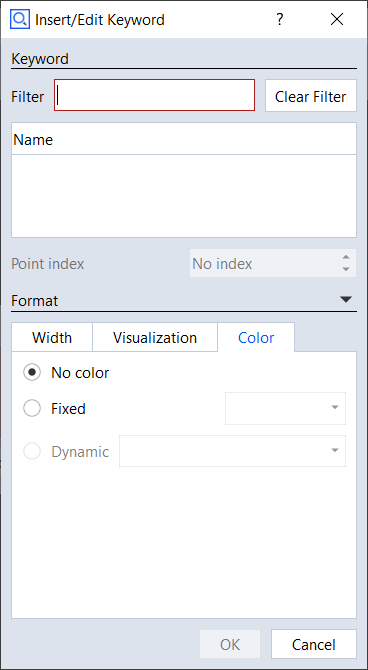 Insert/Edit Keyword ?
Keyword
Filter Clear Filter
Name
Point index No index
Format
Width Visualization Color
No color
Fixed
Dynamic
OK Cancel